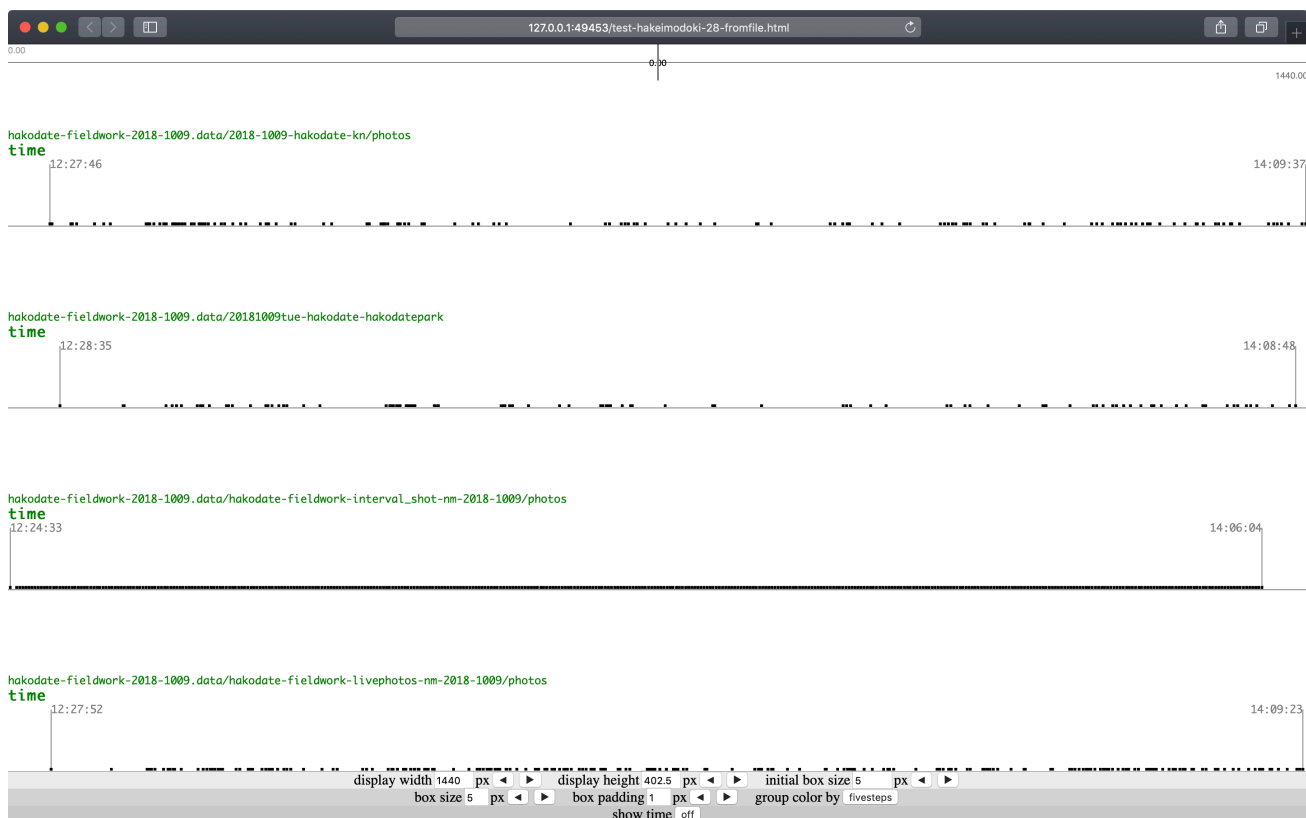 127.0.0.1:49453/test-hakeimodoki-28-fromfile.html
0.00
0.00
1440.00
hakodate-fieldwork-2018-1009.data/2018-1009-hakodate-kn/photos
time
12:27:46 14:09:37
hakodate-fieldwork-2018-1009.data/20181009tue-hakodate-hakodatepark
time
12:28:35 14:08:48
hakodate-fieldwork-2018-1009.data/hakodate-fieldwork-interval_shot-nm-2018-1009/photos
time
12:24:33 14:06:04
hakodate-fieldwork-2018-1009.data/hakodate-fieldwork-livephotos-nm-2018-1009/photos
time
12:27:52 14:09:23
display width 1440 px ◀ ▶ display height 402.5 px ◀ ▶ initial box size 5 px ◀ ▶
box size 5 px ◀ ▶ box padding 1 px ◀ ▶ group color by fivesteps
show time off